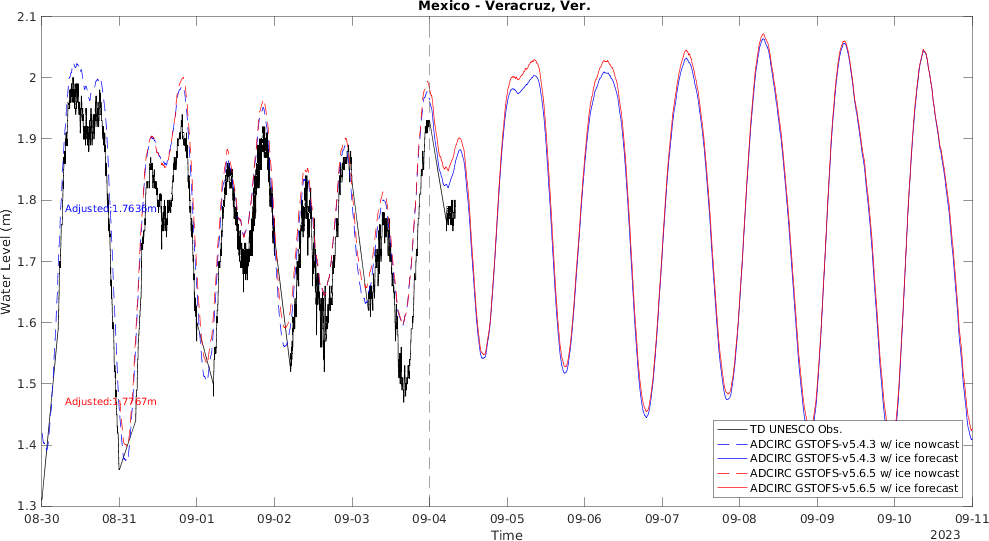 Mexico - Veracruz, Ver.
2.1
2
1.9
1.8
1.7
1.6
1.5
1.4
1.3
Water Level (m)
Adjusted:1.7636m
Adjusted:1.7767m
TD UNESCO Obs.
ADCIRC GSTOFS-v5.4.3 w/ ice nowcast
ADCIRC GSTOFS-v5.4.3 w/ ice forecast
ADCIRC GSTOFS-v5.6.5 w/ ice nowcast
ADCIRC GSTOFS-v5.6.5 w/ ice forecast
08-30 08-31 09-01 09-02 09-03 09-04 09-05 09-06 09-07 09-08 09-09 09-10 09-11
Time
2023